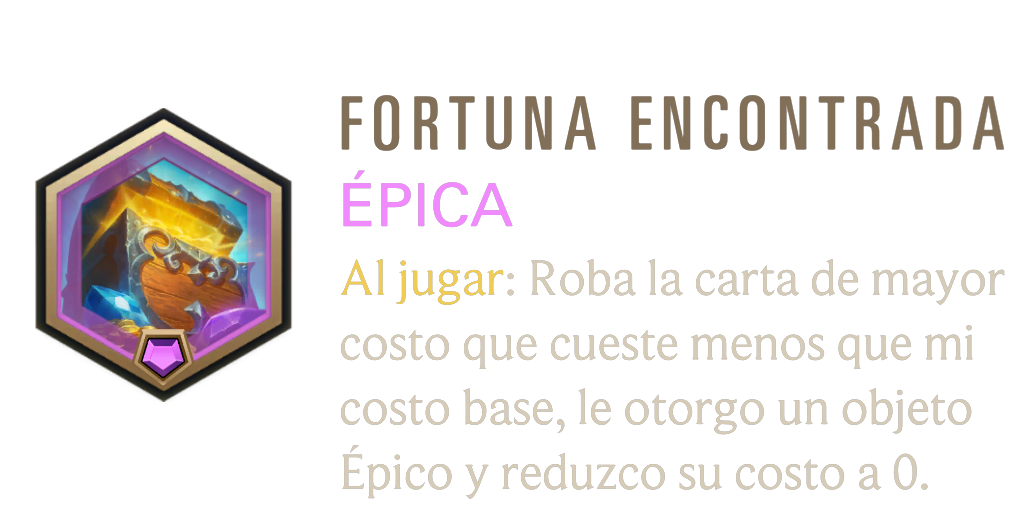 FORTUNA ENCONTRADA
ÉPICA
Al jugar: Roba la carta de mayor
costo que cueste menos que mi
costo base, le otorgo un objeto
Épico y reduzco su costo a 0.